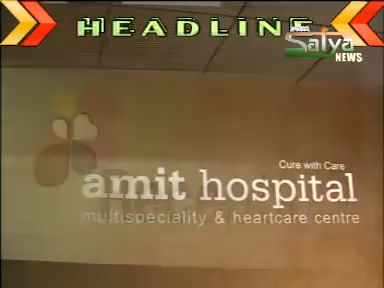 HEADLINE
Satya
NEWS
Cure with Care
amit hospital
multispeciality & heartcare centre